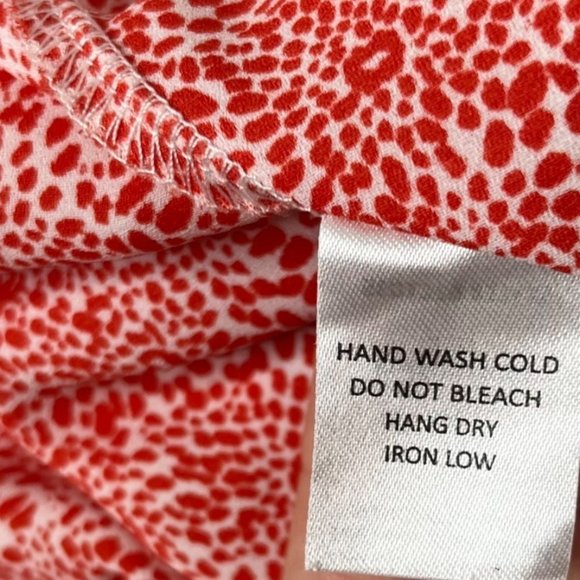 HAND WASH COLD
DO NOT BLEACH
HANG DRY
IRON LOW